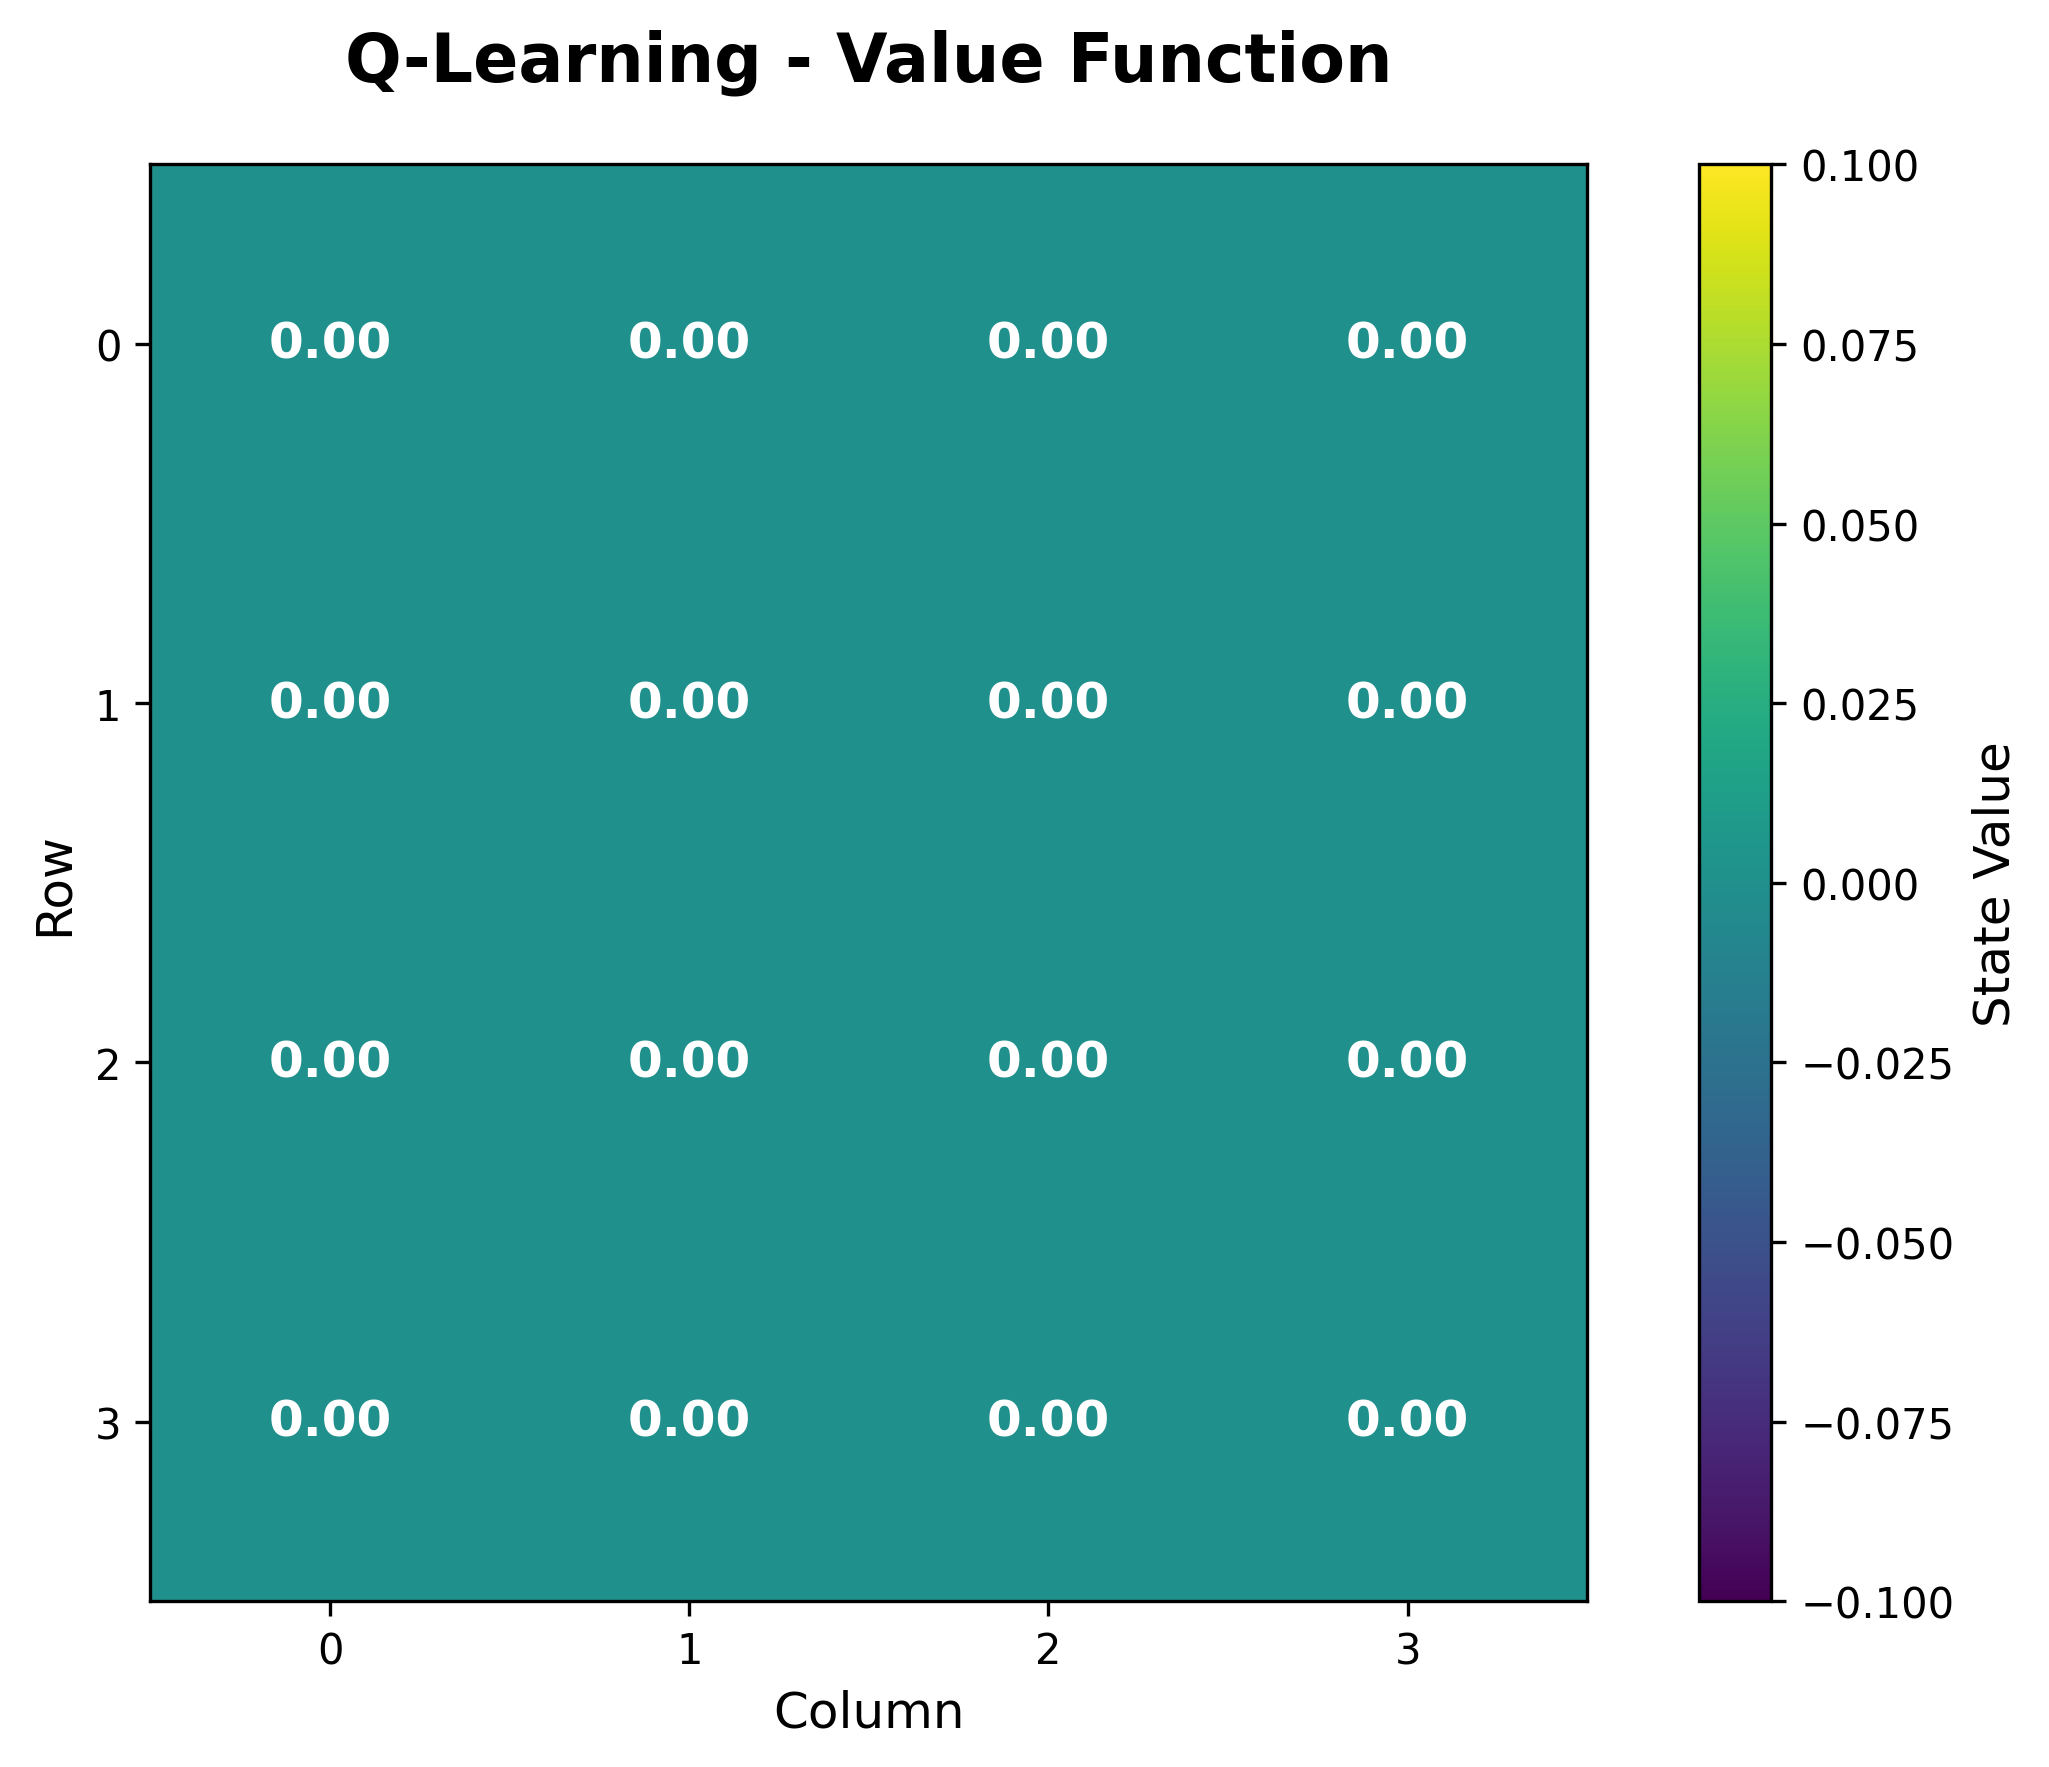 Q-Learning - Value Function
0.100
0 0.00 0.00 0.00 0.00 0.075
0.050
1 0.00 0.00 0.00 0.00 0.025
Row
0.000
State Value
2 0.00 0.00 0.00 0.00 −0.025
−0.050
3 0.00 0.00 0.00 0.00 −0.075
−0.100
0 1 2 3
Column